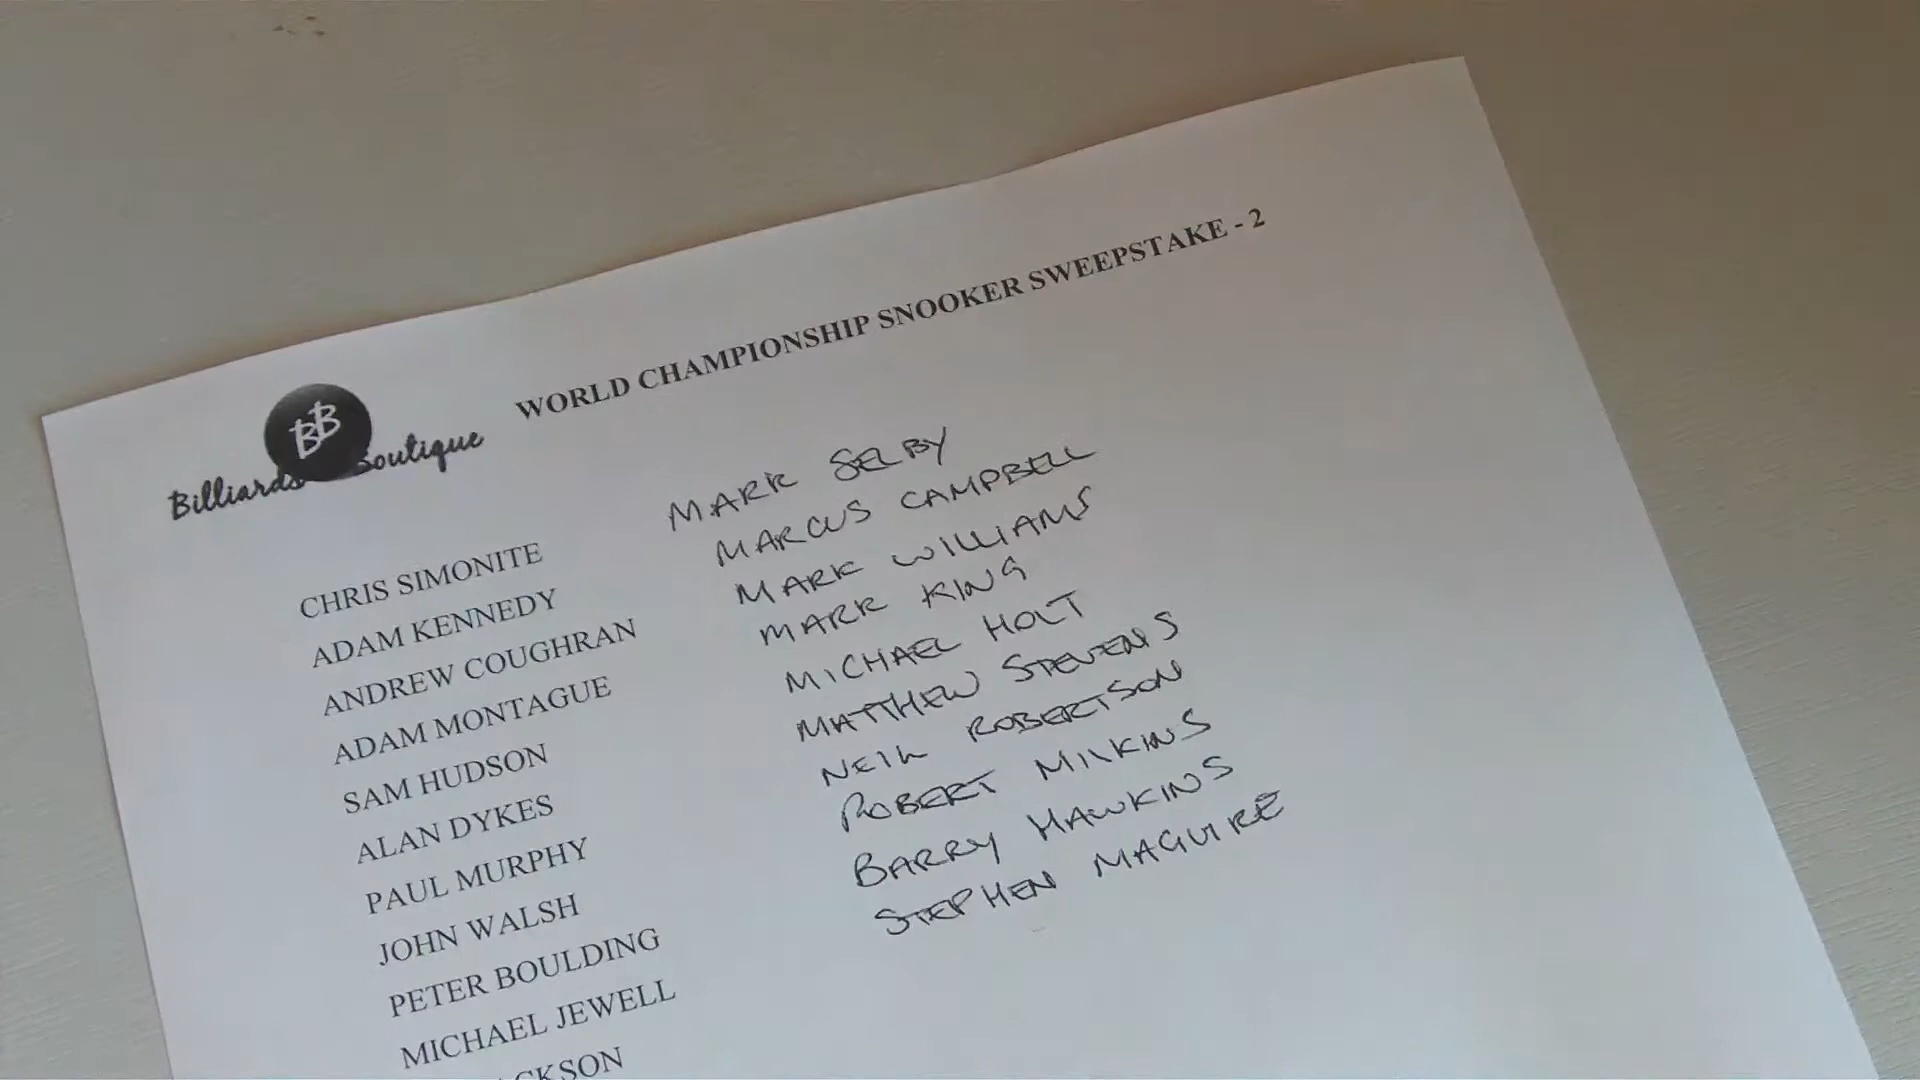 WORLD CHAMPIONSHIP SNOOKER SWEEPSTAKE - 2
BB
Billiards Boutique
CHRIS SIMONITE MARK SELBY
ADAM KENNEDY MARCUS CAMPBELL
ANDREW COUGHRAN MARK WILLIAMS
ADAM MONTAGUE MARK KING
SAM HUDSON MICHAEL HOLT
ALAN DYKES MATTHEW STEVENS
PAUL MURPHY NEIL ROBERTSON
JOHN WALSH ROBERT MILKINS
PETER BOULDING BARRY HAWKINS
MICHAEL JEWELL STEPHEN MAGUIRE